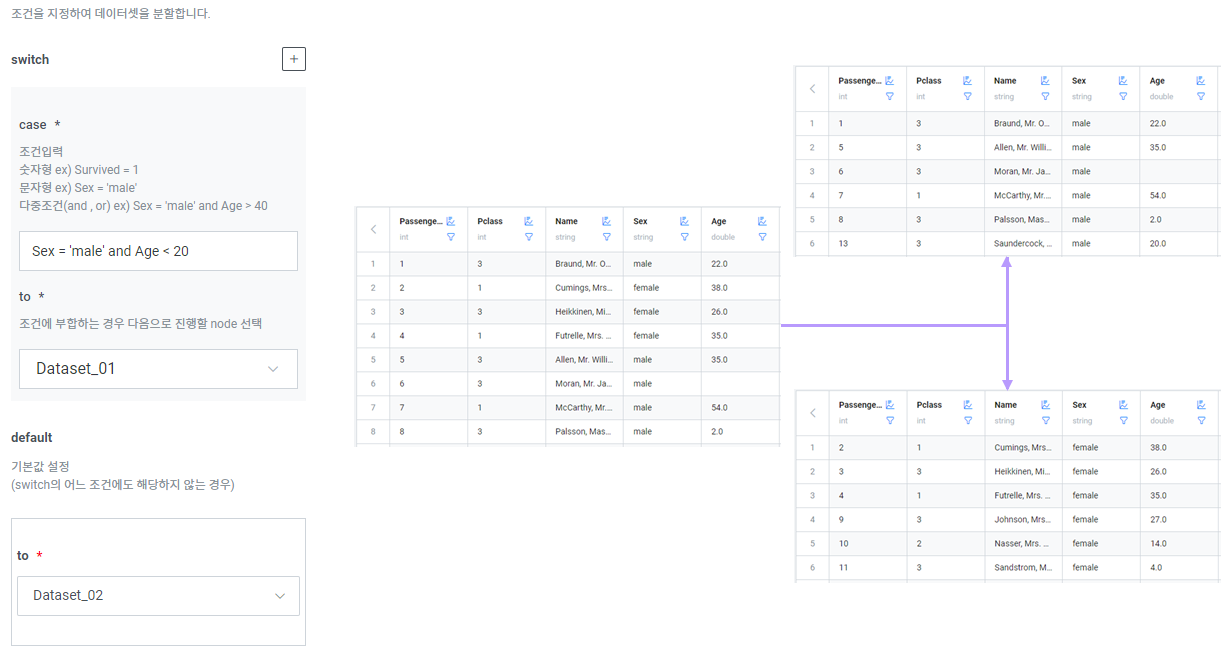 조건을 지정하여 데이터셋을 분할합니다.
switch
+
case *
조건입력
숫자형 ex) Survived = 1
문자형 ex) Sex = 'male'
다중조건(and , or) ex) Sex = 'male' and Age > 40
Sex = 'male' and Age < 20
to *
조건에 부합하는 경우 다음으로 진행할 node 선택
Dataset_01
default
기본값 설정
(switch의 어느 조건에도 해당하지 않는 경우)
to *
Dataset_02
Passenge... Pclass Name Sex Age
int int string string double
1 1 3 Braund, Mr. O... male 22.0
2 2 1 Cumings, Mrs... female 38.0
3 3 3 Heikkinen, Mi... female 26.0
4 4 1 Futrelle, Mrs. ... female 35.0
5 5 3 Allen, Mr. Willi... male 35.0
6 6 3 Moran, Mr. Ja... male
7 7 1 McCarthy, Mr.... male 54.0
8 8 3 Palsson, Mas... male 2.0
Passenge... Pclass Name Sex Age
int int string string double
1 1 3 Braund, Mr. O... male 22.0
2 5 3 Allen, Mr. Willi... male 35.0
3 6 3 Moran, Mr. Ja... male
4 7 1 McCarthy, Mr.... male 54.0
5 8 3 Palsson, Mas... male 2.0
6 13 3 Saundercock, ... male 20.0
Passenge... Pclass Name Sex Age
int int string string double
1 2 1 Cumings, Mrs... female 38.0
2 3 3 Heikkinen, Mi... female 26.0
3 4 1 Futrelle, Mrs. ... female 35.0
4 9 3 Johnson, Mrs... female 27.0
5 10 2 Nasser, Mrs. ... female 14.0
6 11 3 Sandstrom, M... female 4.0